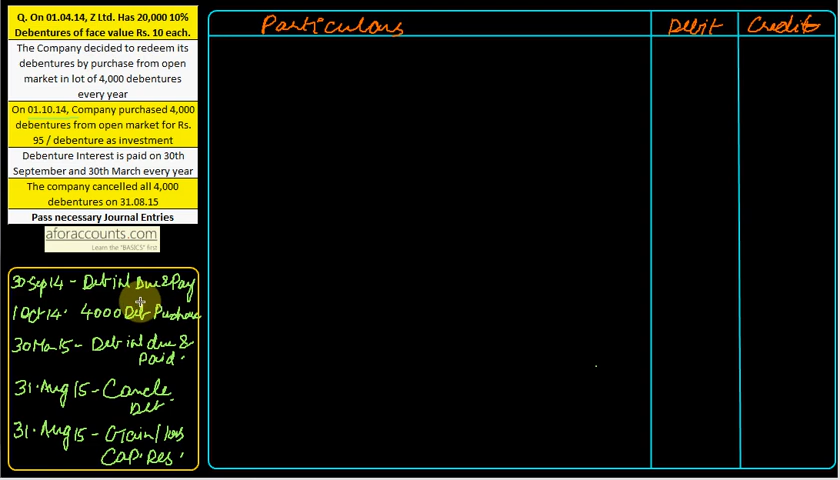 Q. On 01.04.14, Z Ltd. Has 20,000 10%
Debentures of face value Rs. 10 each.
The Company decided to redeem its
debentures by purchase from open
market in lot of 4,000 debentures
every year
On 01.10.14, Company purchased 4,000
debentures from open market for Rs.
95 / debenture as investment
Debenture Interest is paid on 30th
September and 30th March every year
The company cancelled all 4,000
debentures on 31.08.15
Pass necessary Journal Entries
aforaccounts.com
Learn the "BASICS" first
Particulars
Debit
Credit
30 Sep 14 - Deb int Due & Pay
1 Oct 14 - 4000 Deb Purchase
30 Mar 15 - Deb int due &
Paid.
31. Aug 15 - Cancle
Deb
31. Aug 15 - Gain / loss
Cap. Res.